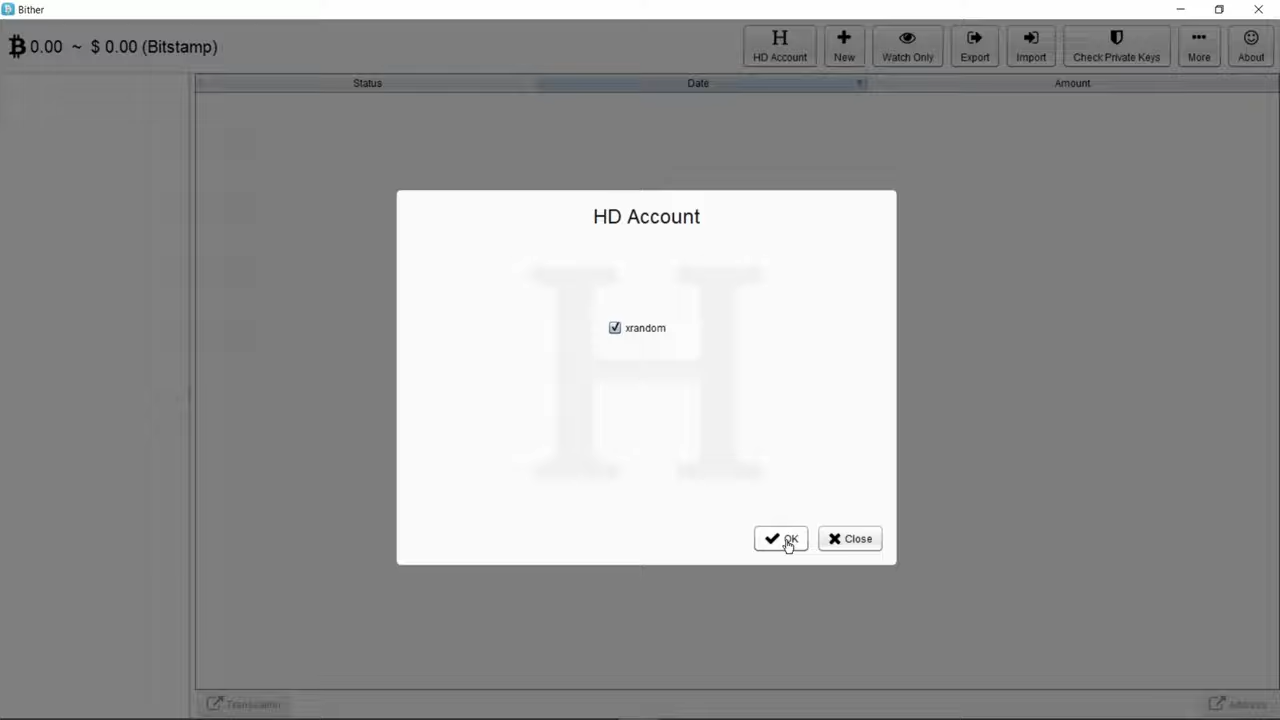 Bither
0.00 ~ $ 0.00 (Bitstamp)
HD Account
New
Watch Only
Export
Import
Check Private Keys
More
About
Status
Date
Amount
HD Account
H
xrandom
OK
Close
Address